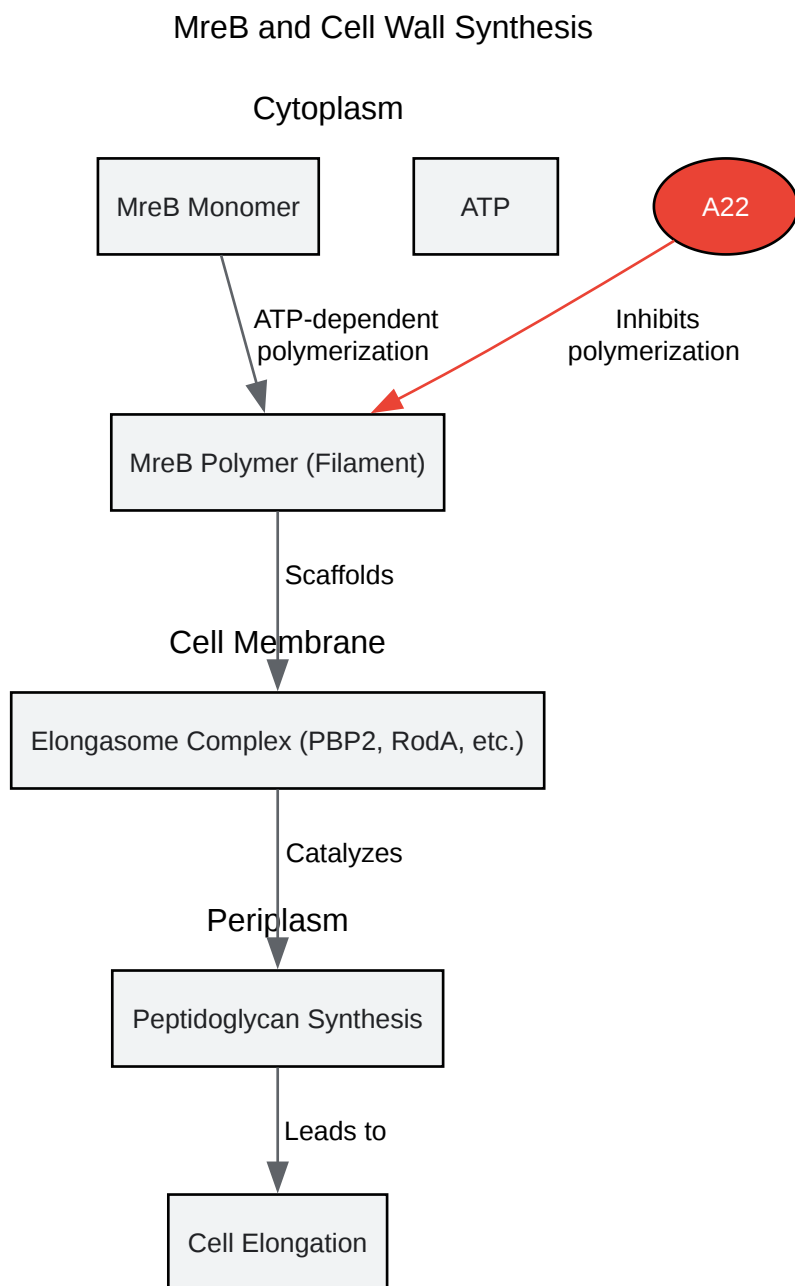 MreB and Cell Wall Synthesis
Cytoplasm
MreB Monomer
ATP
A22
ATP-dependent
polymerization
Inhibits
polymerization
MreB Polymer (Filament)
Scaffolds
Cell Membrane
Elongasome Complex (PBP2, RodA, etc.)
Catalyzes
Periplasm
Peptidoglycan Synthesis
Leads to
Cell Elongation